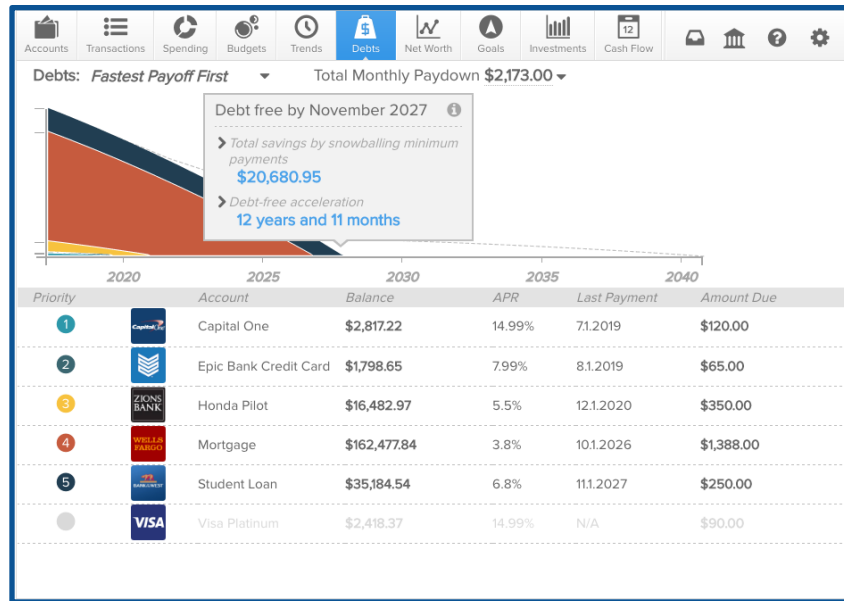 Accounts Transactions Spending Budgets Trends Debts Net Worth Goals Investments Cash Flow
$ 12 ?
Debts: Fastest Payoff First Total Monthly Paydown $2,173.00
Debt free by November 2027 i
Total savings by snowballing minimum
payments
$20,680.95
Debt-free acceleration
12 years and 11 months
2020 2025 2030 2035 2040
Priority Account Balance APR Last Payment Amount Due
1 Capital One Capital One $2,817.22 14.99% 7.1.2019 $120.00
2 Epic Bank Credit Card $1,798.65 7.99% 8.1.2019 $65.00
3 ZIONS BANK Honda Pilot $16,482.97 5.5% 12.1.2020 $350.00
4 WELLS FARGO Mortgage $162,477.84 3.8% 10.1.2026 $1,388.00
5 Student Loan $35,184.54 6.8% 11.1.2027 $250.00
VISA Visa Platinum $2,418.37 14.99% N/A $90.00